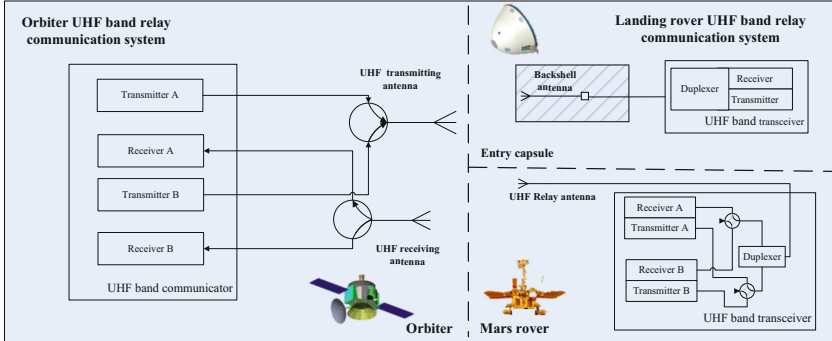 Orbiter UHF band relay
communication system
Transmitter A
Receiver A
Transmitter B
Receiver B
UHF band communicator
UHF transmitting
antenna
UHF receiving
antenna
Orbiter
Landing rover UHF band relay
communication system
Backshell
antenna
Duplexer
Receiver
Transmitter
UHF band transceiver
Entry capsule
UHF Relay antenna
Receiver A
Transmitter A
Receiver B
Transmitter B
Duplexer
UHF band transceiver
Mars rover